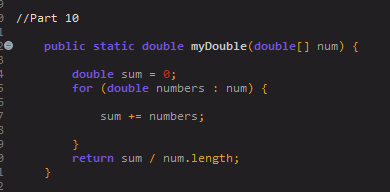 //Part 10
public static double myDouble(double[] num) {
double sum = 0;
for (double numbers : num) {
sum += numbers;
}
return sum / num.length;
}